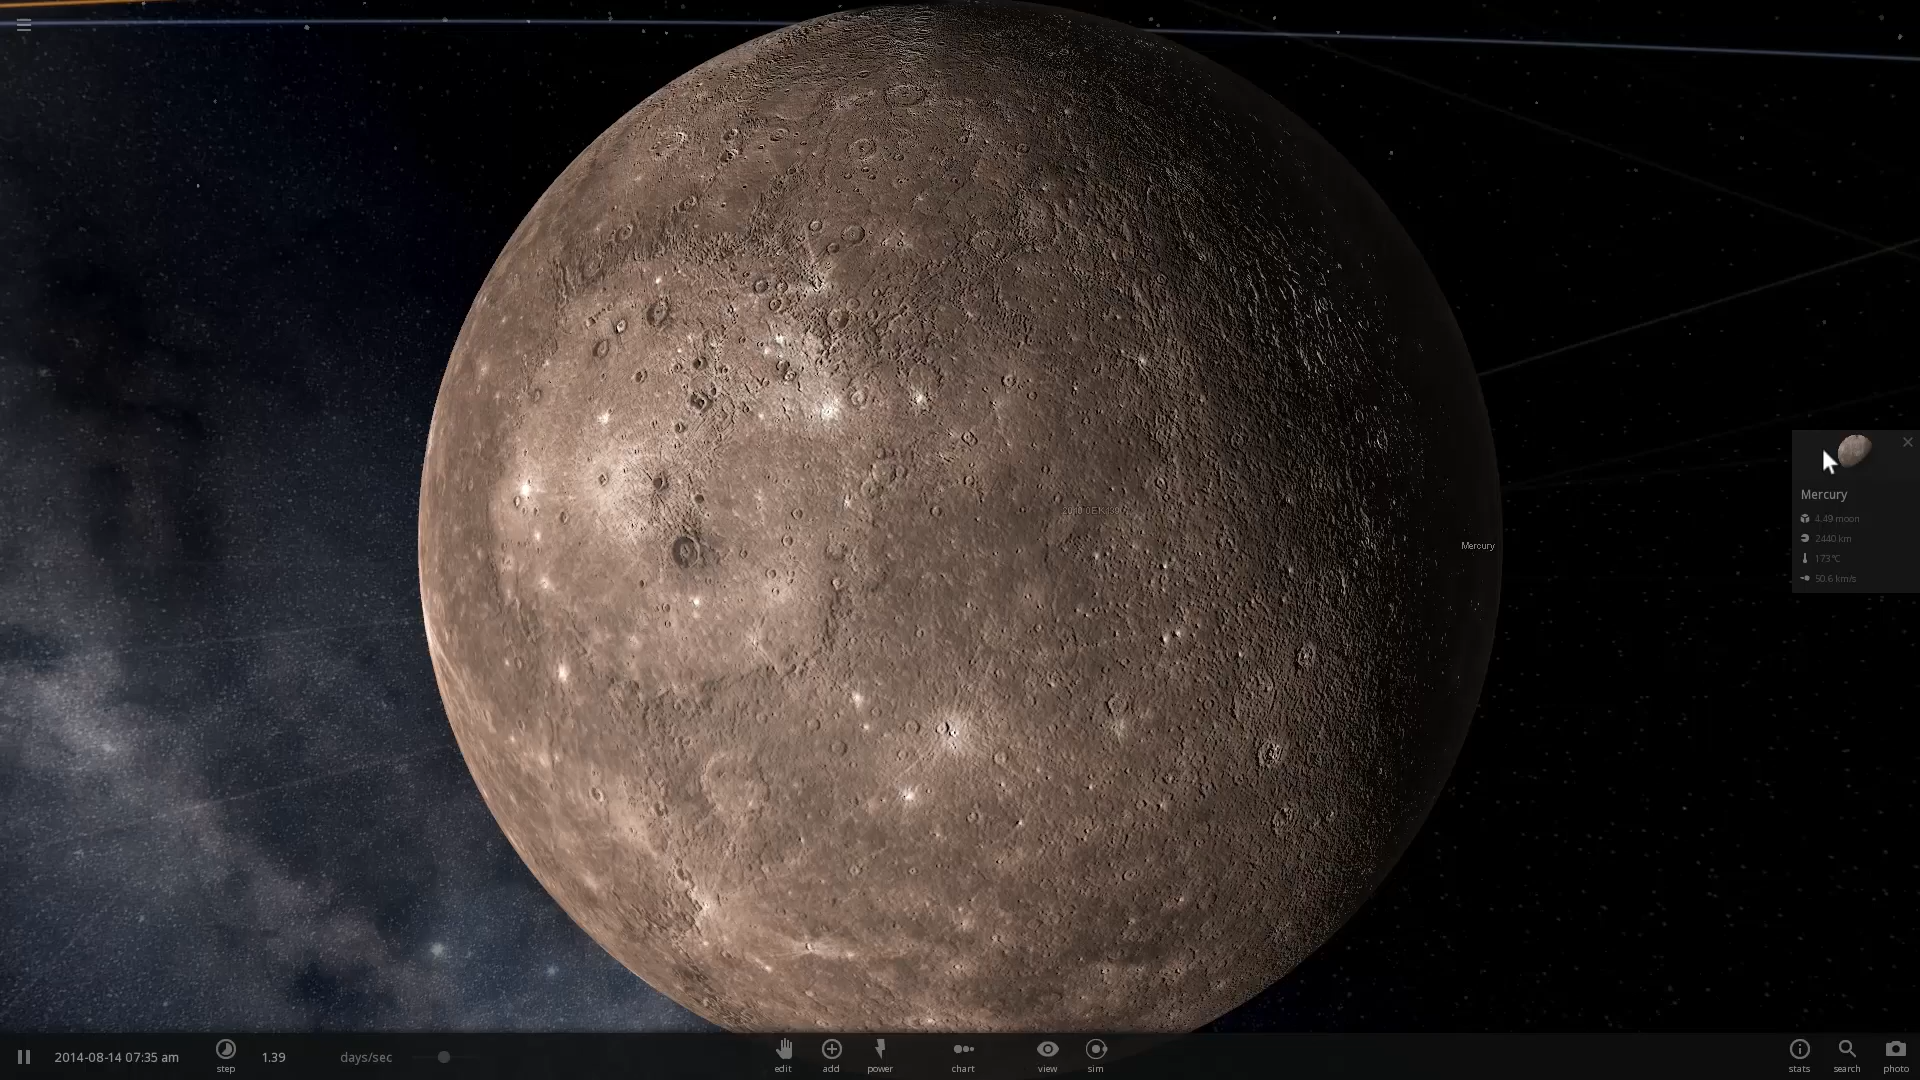 Mercury
4.49 moon
2440 km
173°C
50.6 km/s
Mercury
2014-08-14 07:35 am
step
1.39
days/sec
edit
add
power
chart
view
sim
stats
search
photo